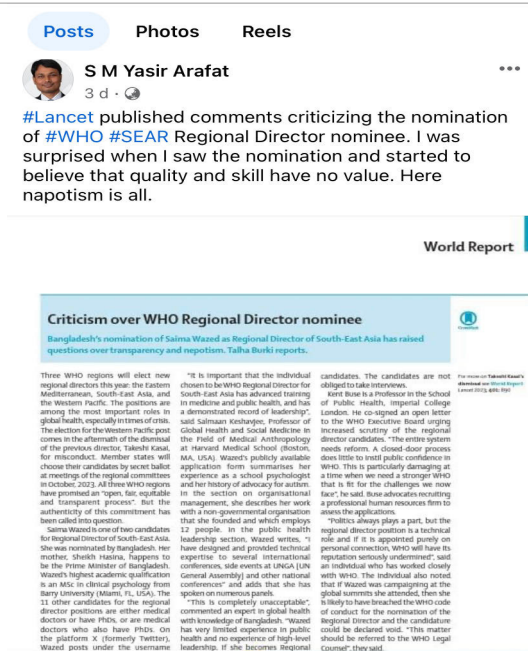 Posts Photos Reels
S M Yasir Arafat
3 d ·
#Lancet published comments criticizing the nomination
of #WHO #SEAR Regional Director nominee. I was
surprised when I saw the nomination and started to
believe that quality and skill have no value. Here
napotism is all.
World Report
Criticism over WHO Regional Director nominee
Bangladesh's nomination of Saima Wazed as Regional Director of South-East Asia has raised
questions over transparency and nepotism. Talha Burki reports.
Three WHO regions will elect new
regional directors this year: the Eastern
Mediterranean, South-East Asia, and
the Western Pacific. The positions are
among the most important roles in
global health, especially in times of crisis.
The election for the Western Pacific post
comes in the aftermath of the dismissal
of the previous director, Takeshi Kasai,
for misconduct. Member states will
choose their candidates by secret ballot
at meetings of the regional committees
in October, 2023. All three WHO regions
have promised an "open, fair, equitable
and transparent process". But the
authenticity of this commitment has
been called into question.
Saima Wazed is one of two candidates
for Regional Director of South-East Asia.
She was nominated by Bangladesh. Her
mother, Sheikh Hasina, happens to
be the Prime Minister of Bangladesh.
Wazed's highest academic qualification
is an MSc in clinical psychology from
Barry University (Miami, FL, USA). The
11 other candidates for the regional
director positions are either medical
doctors or have PhDs, or are medical
doctors who also have PhDs. On
the platform X (formerly Twitter),
Wazed posts under the username
"It is important that the individual
chosen to be WHO Regional Director for
South-East Asia has advanced training
in medicine and public health, and has
a demonstrated record of leadership",
said Salmaan Keshavjee, Professor of
Global Health and Social Medicine in
the Field of Medical Anthropology
at Harvard Medical School (Boston,
MA, USA). Wazed's publicly available
application form summarises her
experience as a school psychologist
and her history of advocacy for autism.
In the section on organisational
management, she describes her work
with a non-governmental organisation
that she founded and which employs
12 people. In the public health
leadership section, Wazed writes, "I
have designed and provided technical
expertise to several international
conferences, side events at UNGA [UN
General Assembly] and other national
conferences" and adds that she has
spoken on numerous panels.
"This is completely unacceptable",
commented an expert in global health
with knowledge of Bangladesh. "Wazed
has very limited experience in public
health and no experience of high-level
leadership. If she becomes Regional
candidates. The candidates are not
obliged to take interviews.
Kent Buse is a Professor in the School
of Public Health, Imperial College
London. He co-signed an open letter
to the WHO Executive Board urging
increased scrutiny of the regional
director candidates. "The entire system
needs reform. A closed-door process
does little to instil public confidence in
WHO. This is particularly damaging at
a time when we need a stronger WHO
that is fit for the challenges we now
face", he said. Buse advocates recruiting
a professional human resources firm to
assess the applications.
"Politics always plays a part, but the
regional director position is a technical
role and if it is appointed purely on
personal connection, WHO will have its
reputation seriously undermined", said
an individual who has worked closely
with WHO. The individual also noted
that if Wazed was campaigning at the
global summits she attended, then she
is likely to have breached the WHO code
of conduct for the nomination of the
Regional Director and the candidature
could be declared void. "This matter
should be referred to the WHO Legal
Counsel", they said.
For more on Takeshi Kasai's
dismissal see World Report